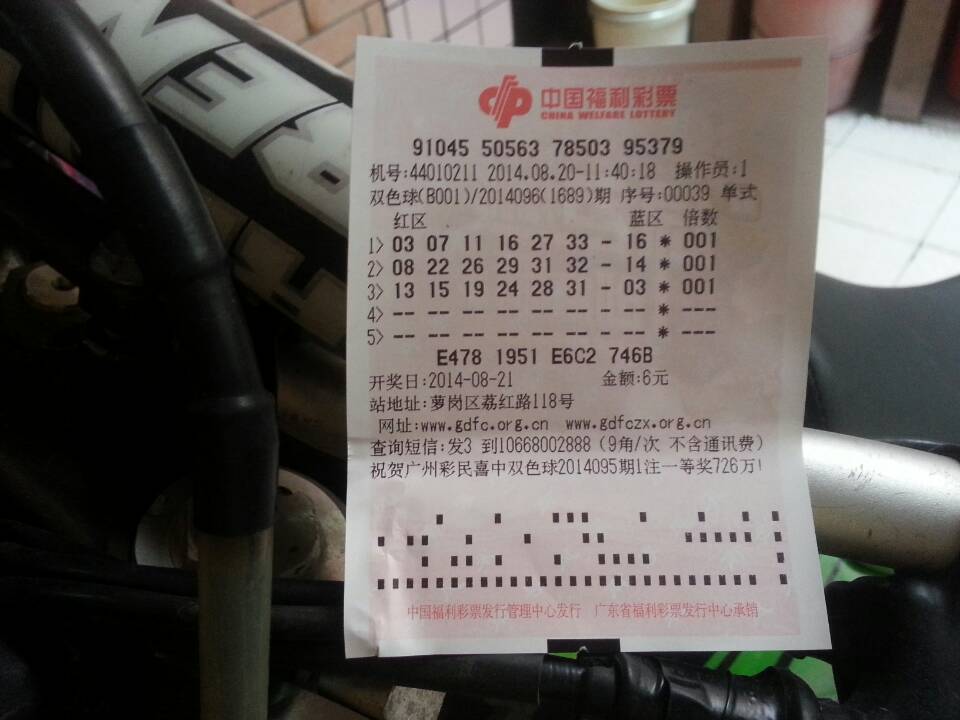 中国福利彩票
CHINA WELFARE LOTTERY
91045 50563 78503 95379
机号:44010211 2014.08.20-11:40:18 操作员:1
双色球(B001)/2014096(1689)期 序号:00039 单式
红区 蓝区 倍数
1> 03 07 11 16 27 33 - 16 * 001
2> 08 22 26 29 31 32 - 14 * 001
3> 13 15 19 24 28 31 - 03 * 001
4> -- -- -- -- -- -- - -- * ---
5> -- -- -- -- -- -- - -- * ---
E478 1951 E6C2 746B
开奖日:2014-08-21 金额:6元
站地址:萝岗区荔红路118号
网址:www.gdfc.org.cn www.gdfczx.org.cn
查询短信:发3 到10668002888(9角/次 不含通讯费)
祝贺广州彩民喜中双色球2014095期1注一等奖726万!
中国福利彩票发行管理中心发行 广东省福利彩票发行中心承销